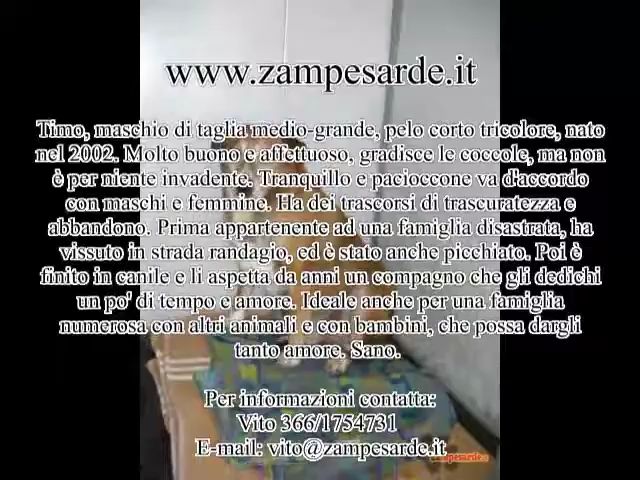 www.zampesarde.it
Timo, maschio di taglia medio-grande, pelo corto tricolore, nato
nel 2002. Molto buono e affettuoso, gradisce le coccole, ma non
è per niente invadente. Tranquillo e pacioccone va d'accordo
con maschi e femmine. Ha dei trascorsi di trascuratezza e
abbandono. Prima appartenente ad una famiglia disastrata, ha
vissuto in strada randagio, ed è stato anche picchiato. Poi è
finito in canile e li aspetta da anni un compagno che gli dedichi
un po' di tempo e amore. Ideale anche per una famiglia
numerosa con altri animali e con bambini, che possa dargli
tanto amore. Sano.
Per informazioni contatta:
Vito 366/1754731
E-mail: vito@zampesarde.it
zampesarde.it